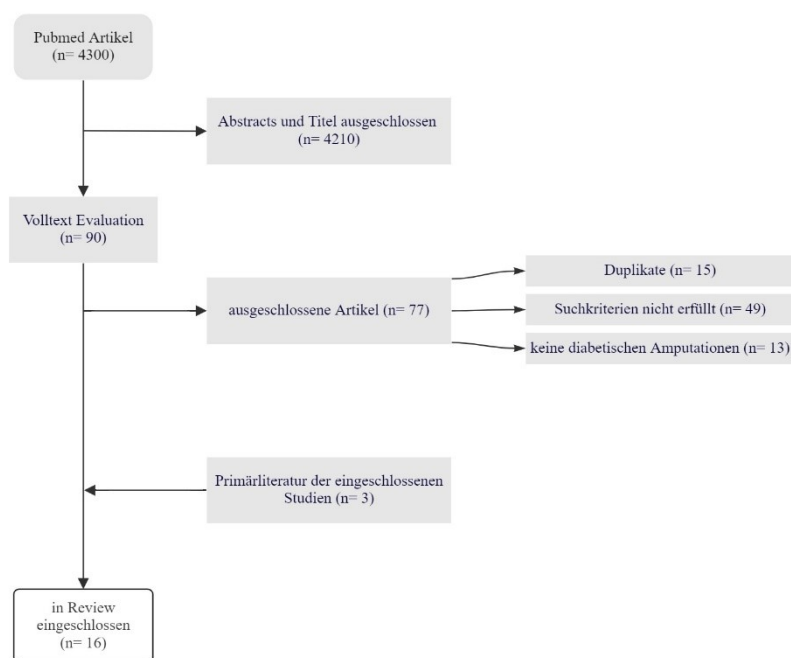 Pubmed Artikel
(n= 4300)
Abstracts und Titel ausgeschlossen
(n= 4210)
Volltext Evaluation
(n= 90)
ausgeschlossene Artikel (n= 77)
Duplikate (n= 15)
Suchkriterien nicht erfüllt (n= 49)
keine diabetischen Amputationen (n= 13)
Primärliteratur der eingeschlossenen
Studien (n= 3)
in Review
eingeschlossen
(n= 16)